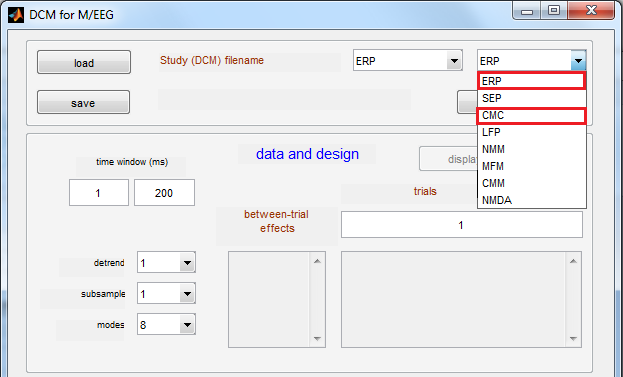 DCM for M/EEG
load
Study (DCM) filename
ERP
ERP
save
ERP
SEP
CMC
LFP
NMM
MFM
CMM
NMDA
data and design
time window (ms)
1
200
trials
between-trial
effects
1
detrend
1
subsample
1
modes
8